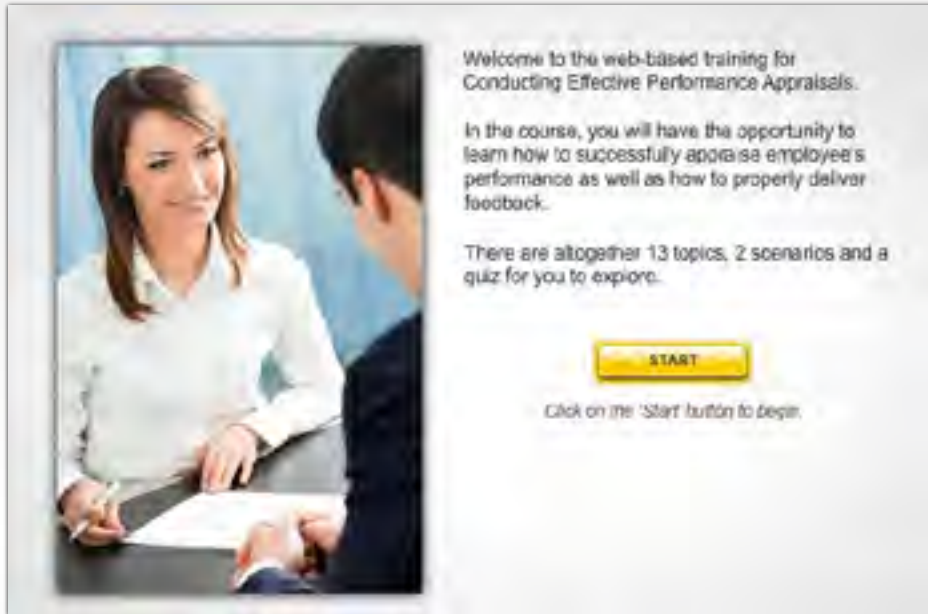 Welcome to the web-based training for
Conducting Effective Performance Appraisals.
In the course, you will have the opportunity to
learn how to successfully appraise employee's
performance as well as how to properly deliver
feedback.
There are altogether 13 topics, 2 scenarios and a
quiz for you to explore.
START
Click on the 'Start' button to begin.